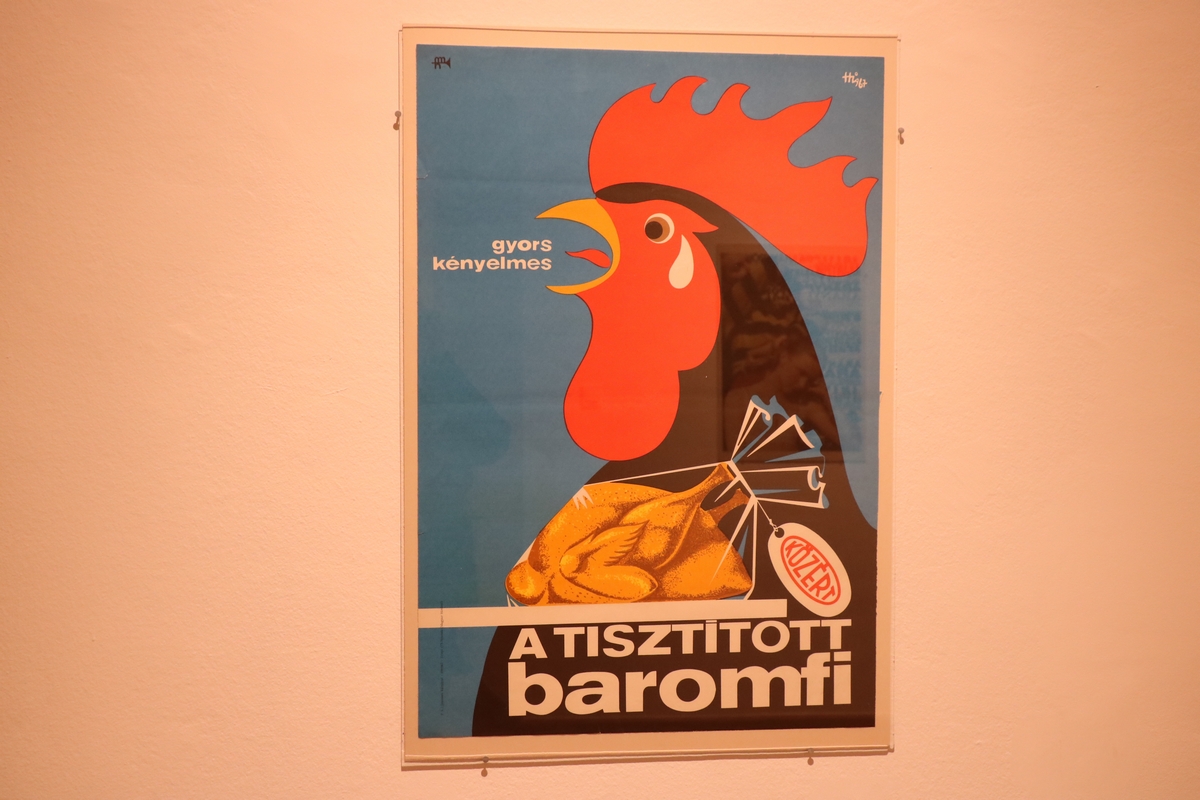 gyors
kényelmes
KÖZÉRT
A TISZTÍTOTT
baromfi